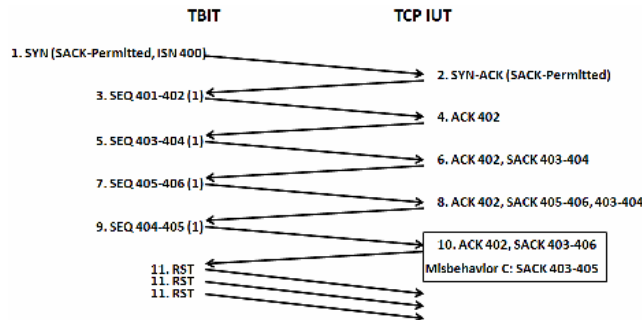 TBIT
TCP IUT
1. SYN (SACK-Permitted, ISN 400)
2. SYN-ACK (SACK-Permitted)
3. SEQ 401-402 (1)
4. ACK 402
5. SEQ 403-404 (1)
6. ACK 402, SACK 403-404
7. SEQ 405-406 (1)
8. ACK 402, SACK 405-406, 403-404
9. SEQ 404-405 (1)
10. ACK 402, SACK 403-406
Misbehavior C: SACK 403-405
11. RST
11. RST
11. RST